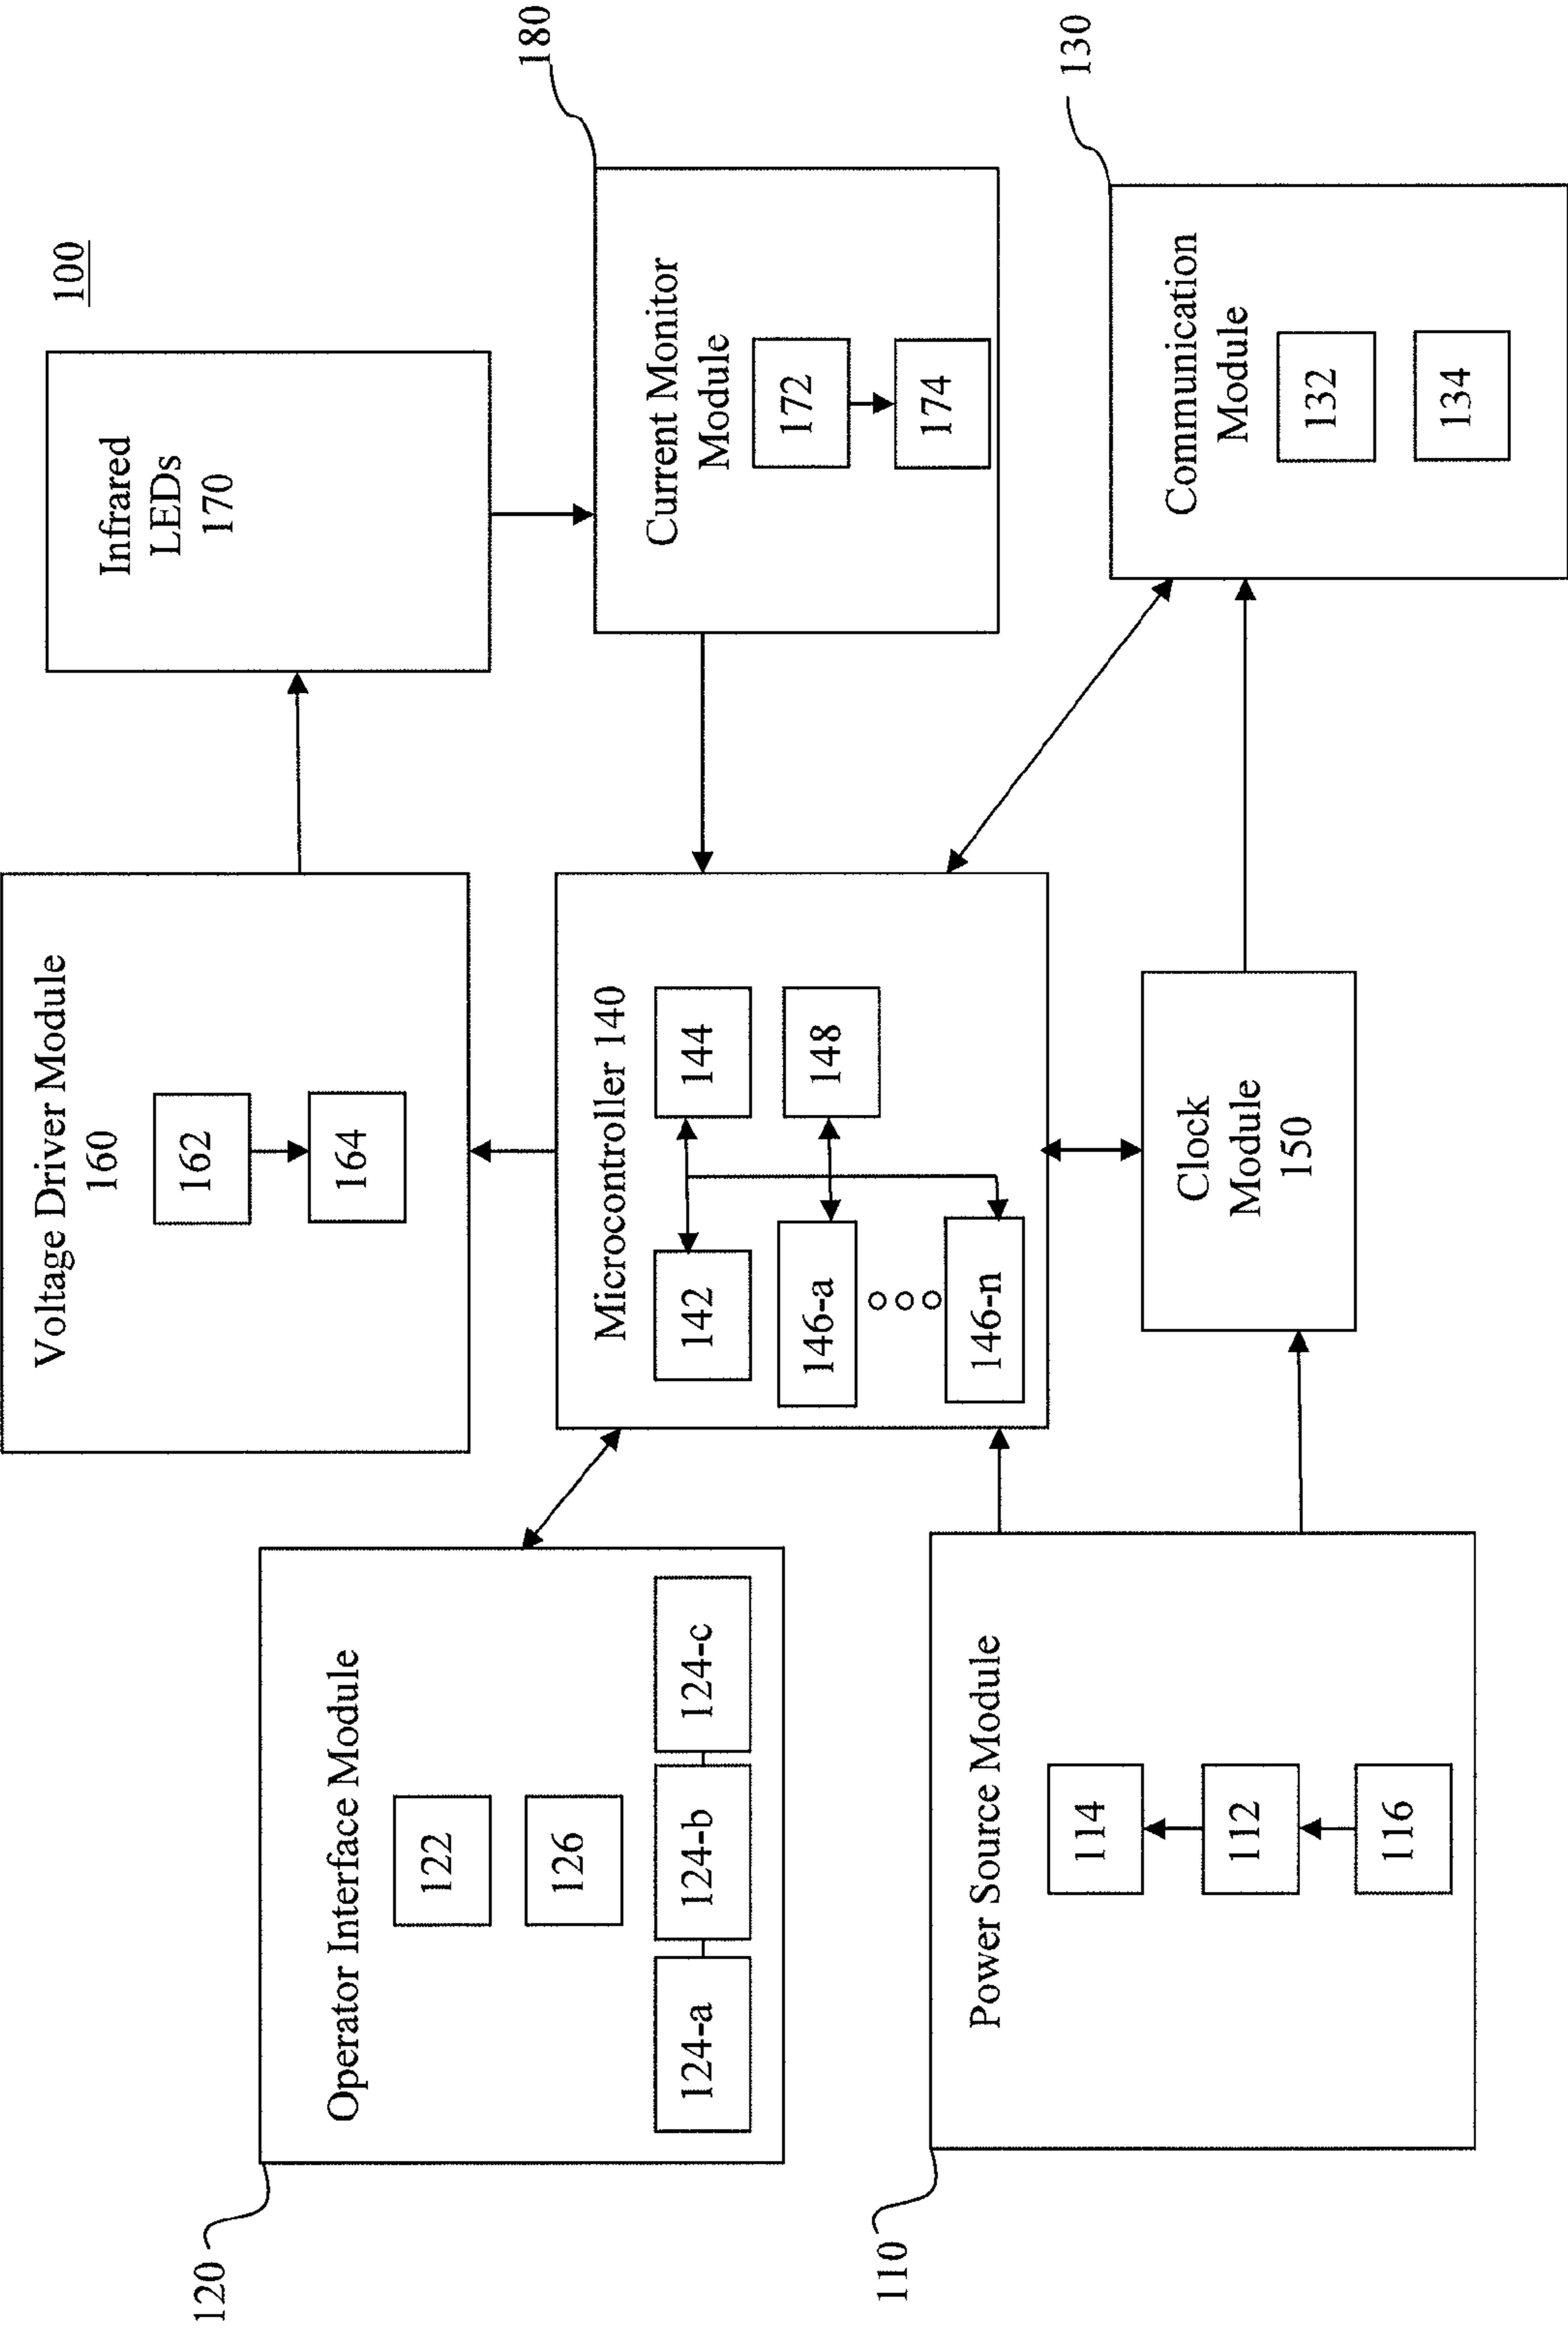 100
Voltage Driver Module
160
162
164
Infrared
LEDs
170
180
Current Monitor
Module
172
174
120
Operator Interface Module
122
126
124-a
124-b
124-c
Microcontroller 140
142
144
146-a
148
146-n
130
Communication
Module
132
134
110
Power Source Module
114
112
116
Clock
Module
150